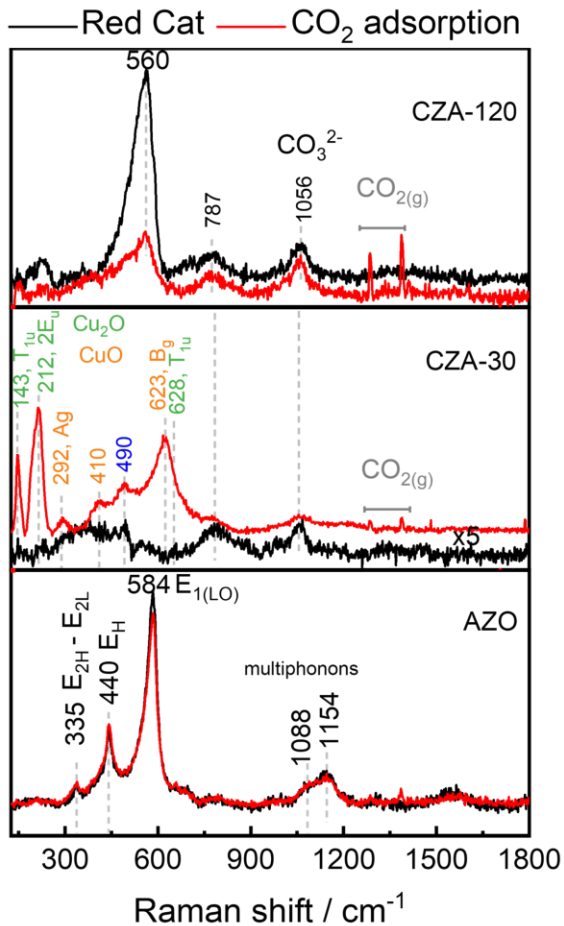 Red Cat CO₂ adsorption
560
CZA-120
CO₃²⁻
787
1056
CO₂(g)
143, T₁ᵤ
212, 2Eᵤ
Cu₂O
CuO
292, Ag
410
490
623, B_g
628, T₁ᵤ
CZA-30
CO₂(g)
x5
584 E₁(LO)
AZO
335 E₂H - E₂L
440 E_H
multiphonons
1088
1154
300 600 900 1200 1500 1800
Raman shift / cm⁻¹